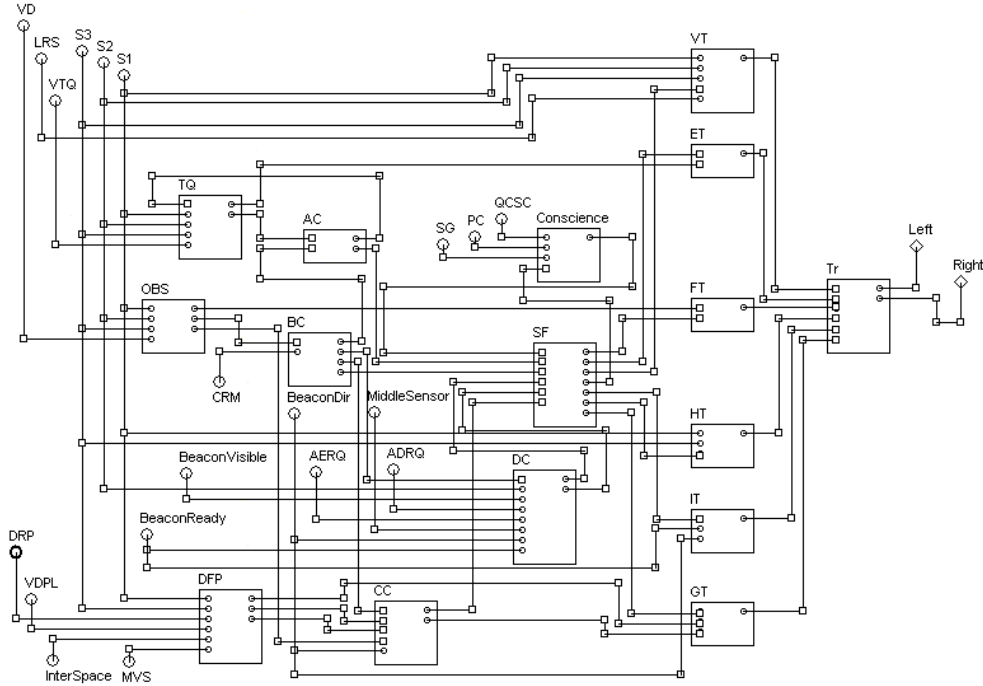 VD
LRS
S3
S2
S1
VTQ
VT
ET
TQ
AC
QCSC
PC
SG
Conscience
Left
Right
Tr
OBS
BC
FT
SF
CRM
BeaconDir
MiddleSensor
HT
BeaconVisible
AERQ
ADRQ
DC
BeaconReady
IT
DRP
VDPL
DFP
CC
GT
InterSpace
MVS